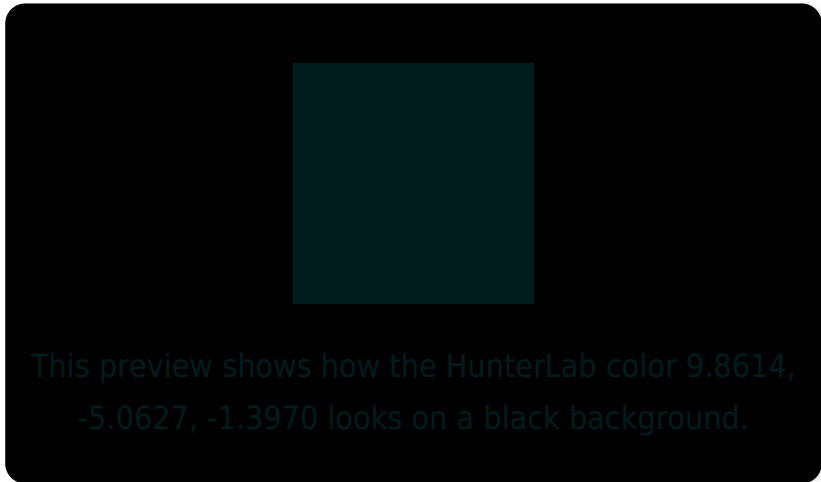 This preview shows how the HunterLab color 9.8614,
-5.0627, -1.3970 looks on a black background.